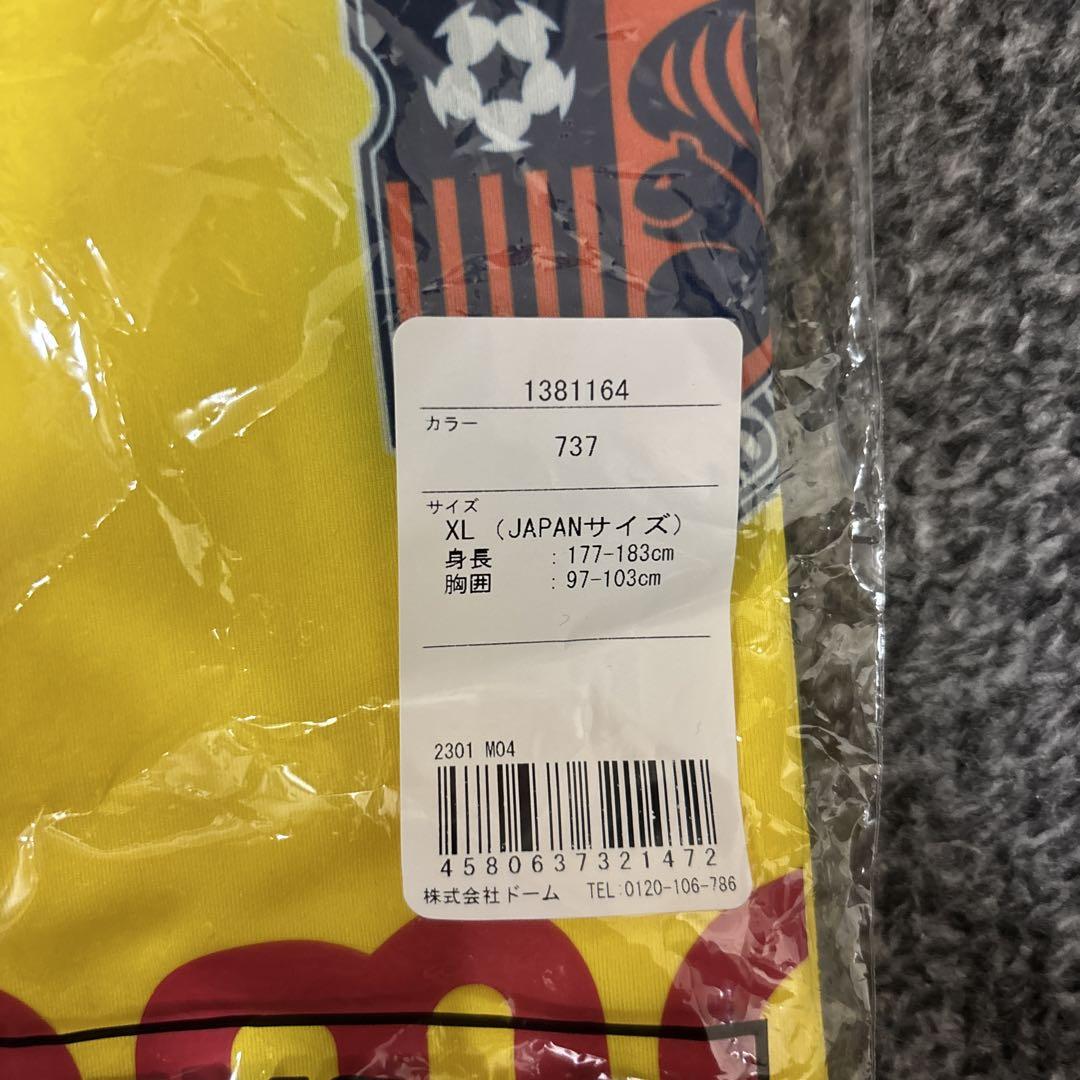 1381164
カラー
737
サイズ
XL (JAPANサイズ)
身長 : 177-183cm
胸囲 : 97-103cm
2301 M04
4580637321472
株式会社ドーム TEL:0120-106-786